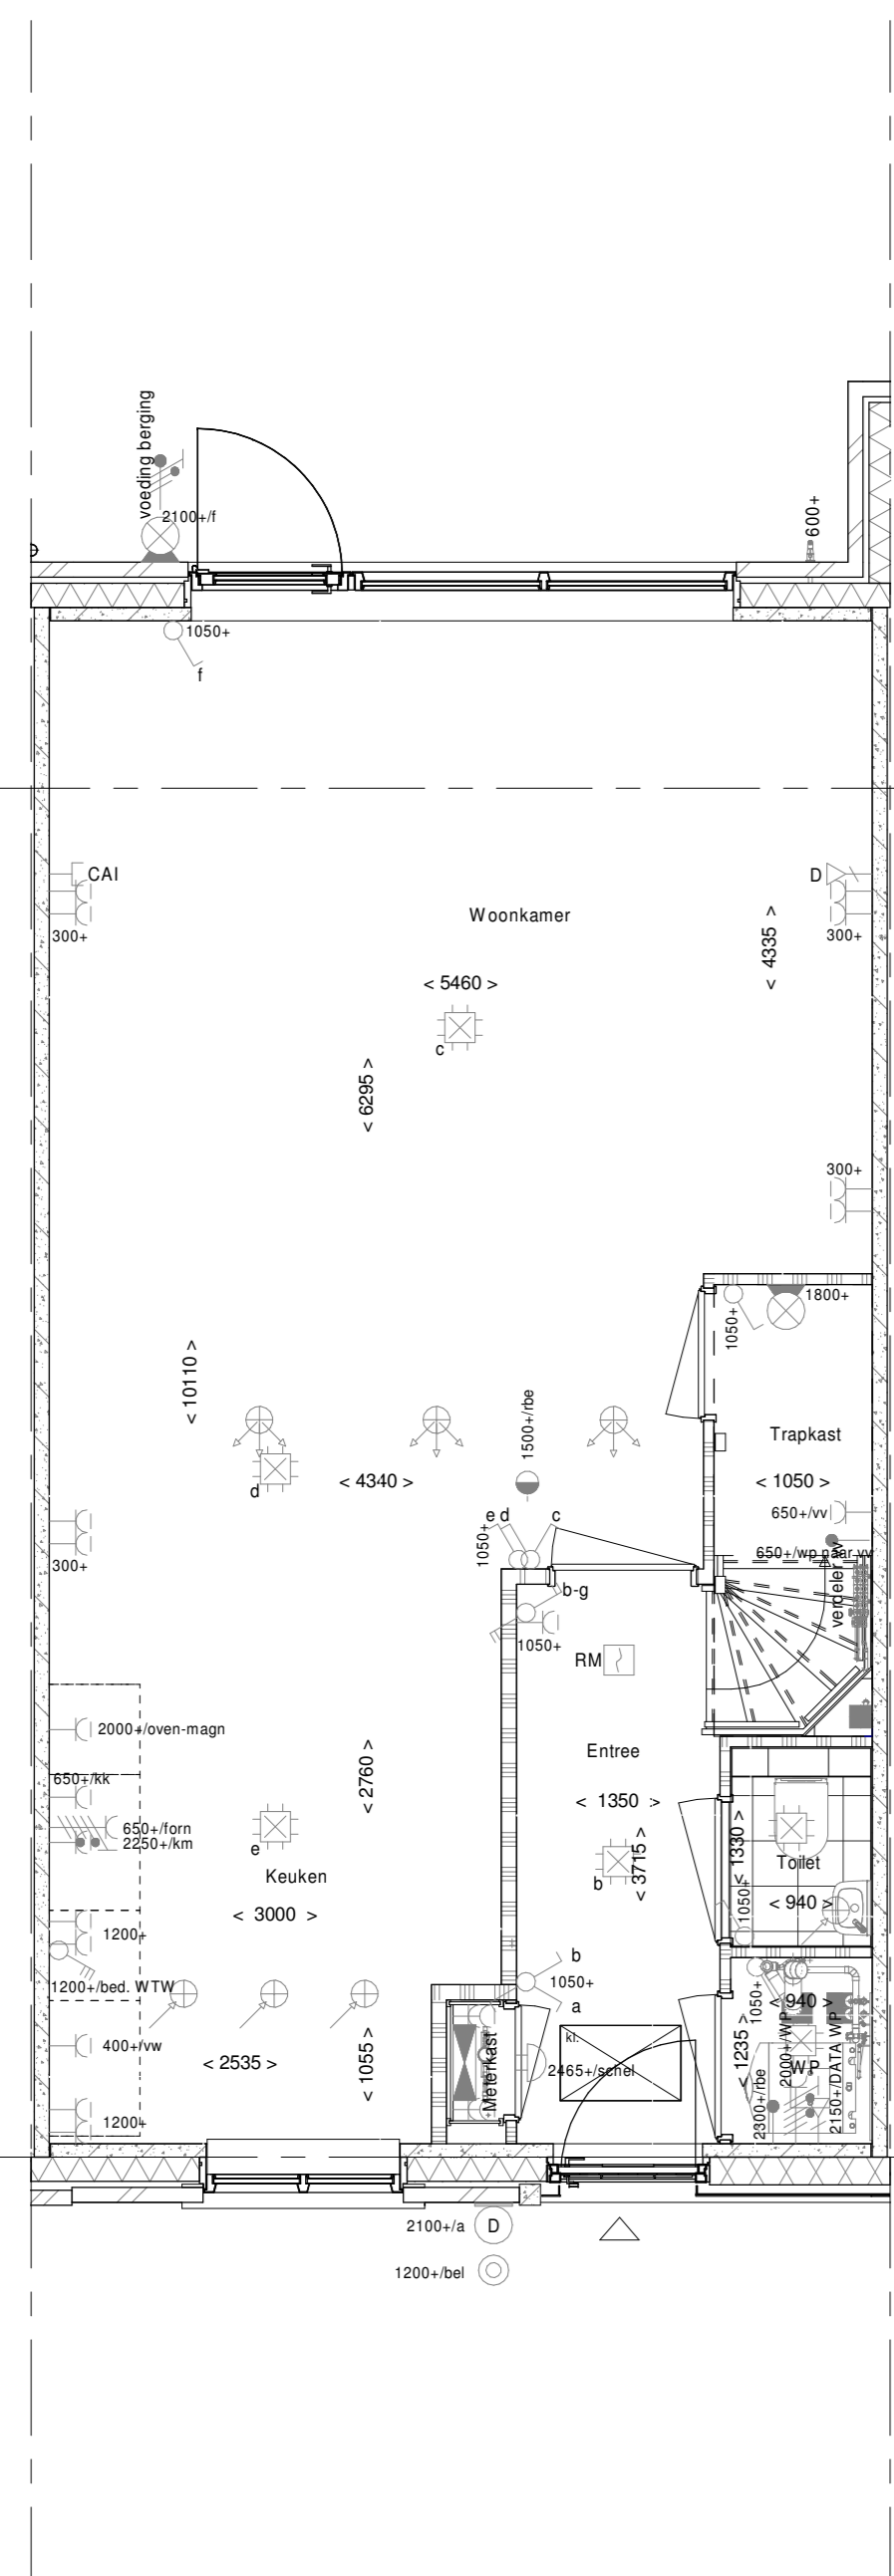 voeding berging
2100+/f
600+
1050+
f
CAI
300+
D
300+
Woonkamer
< 4335 >
< 5460 >
c
< 6295 >
300+
1050+
1800+
< 10110 >
1500+/rbe
Trapkast
< 4340 >
< 1050 >
d
650+/vv
e d
c
1050+
300+
650+/wp naar vv
verdeler vv
b-g
1050+
RM
2000+/oven-magn
Entree
< 2760 >
650+/kk
< 1350 >
650+/forn
2250+/km
e
Keuken
b
< 3715 >
< 1330 >
Toilet
1050+
< 940 >
< 3000 >
1200+
1200+/bed. WTW
b
1050+
a
1050+
< 940 >
400+/vw
< 2535 >
< 1055 >
Meterkast
kl.
2465+/schel
< 1235 >
2000+/WP
WP
2300+/rbe
2150+/DATA WP
1200+
2100+/a
D
1200+/bel